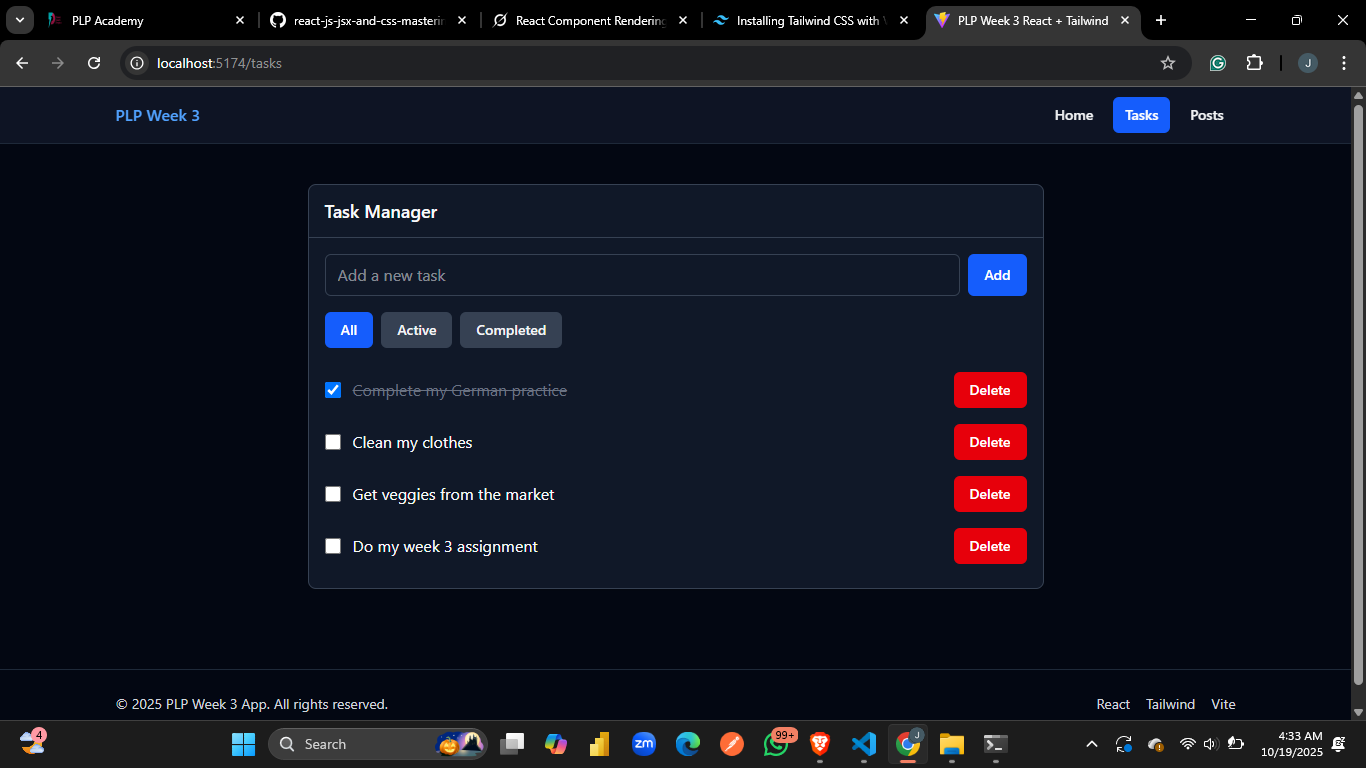 PLP Academy
react-js-jsx-and-css-masterin
React Component Rendering
Installing Tailwind CSS with
PLP Week 3 React + Tailwind
localhost:5174/tasks
J
PLP Week 3
Home
Tasks
Posts
Task Manager
Add a new task
Add
All
Active
Completed
Complete my German practice
Delete
Clean my clothes
Delete
Get veggies from the market
Delete
Do my week 3 assignment
Delete
© 2025 PLP Week 3 App. All rights reserved.
React
Tailwind
Vite
4
Search
zm
99+
J
4:33 AM
10/19/2025